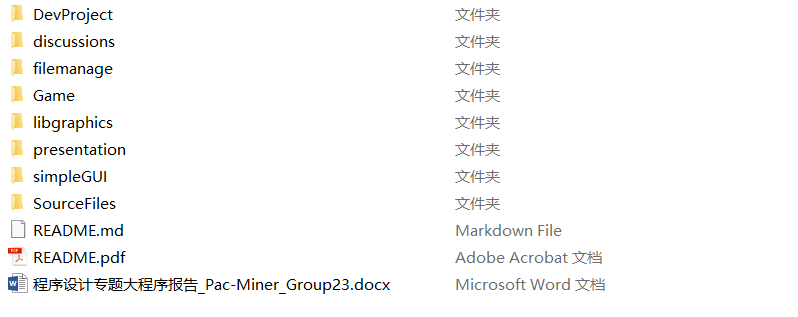 DevProject 文件夹
discussions 文件夹
filemanage 文件夹
Game 文件夹
libgraphics 文件夹
presentation 文件夹
simpleGUI 文件夹
SourceFiles 文件夹
README.md Markdown File
README.pdf Adobe Acrobat 文档
程序设计专题大程序报告_Pac-Miner_Group23.docx Microsoft Word 文档